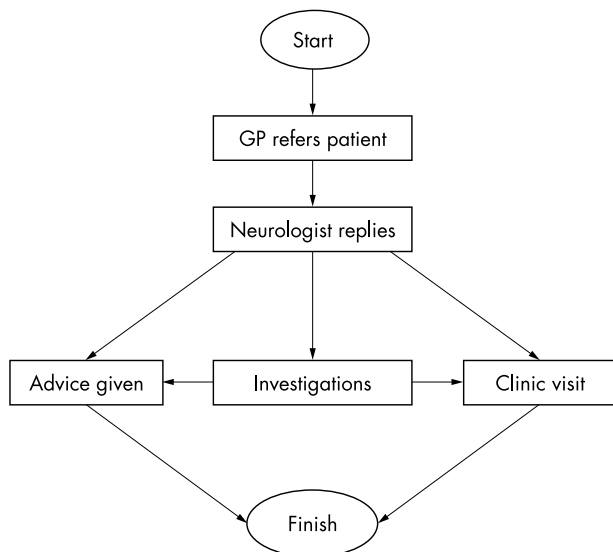 Start
GP refers patient
Neurologist replies
Advice given
Investigations
Clinic visit
Finish